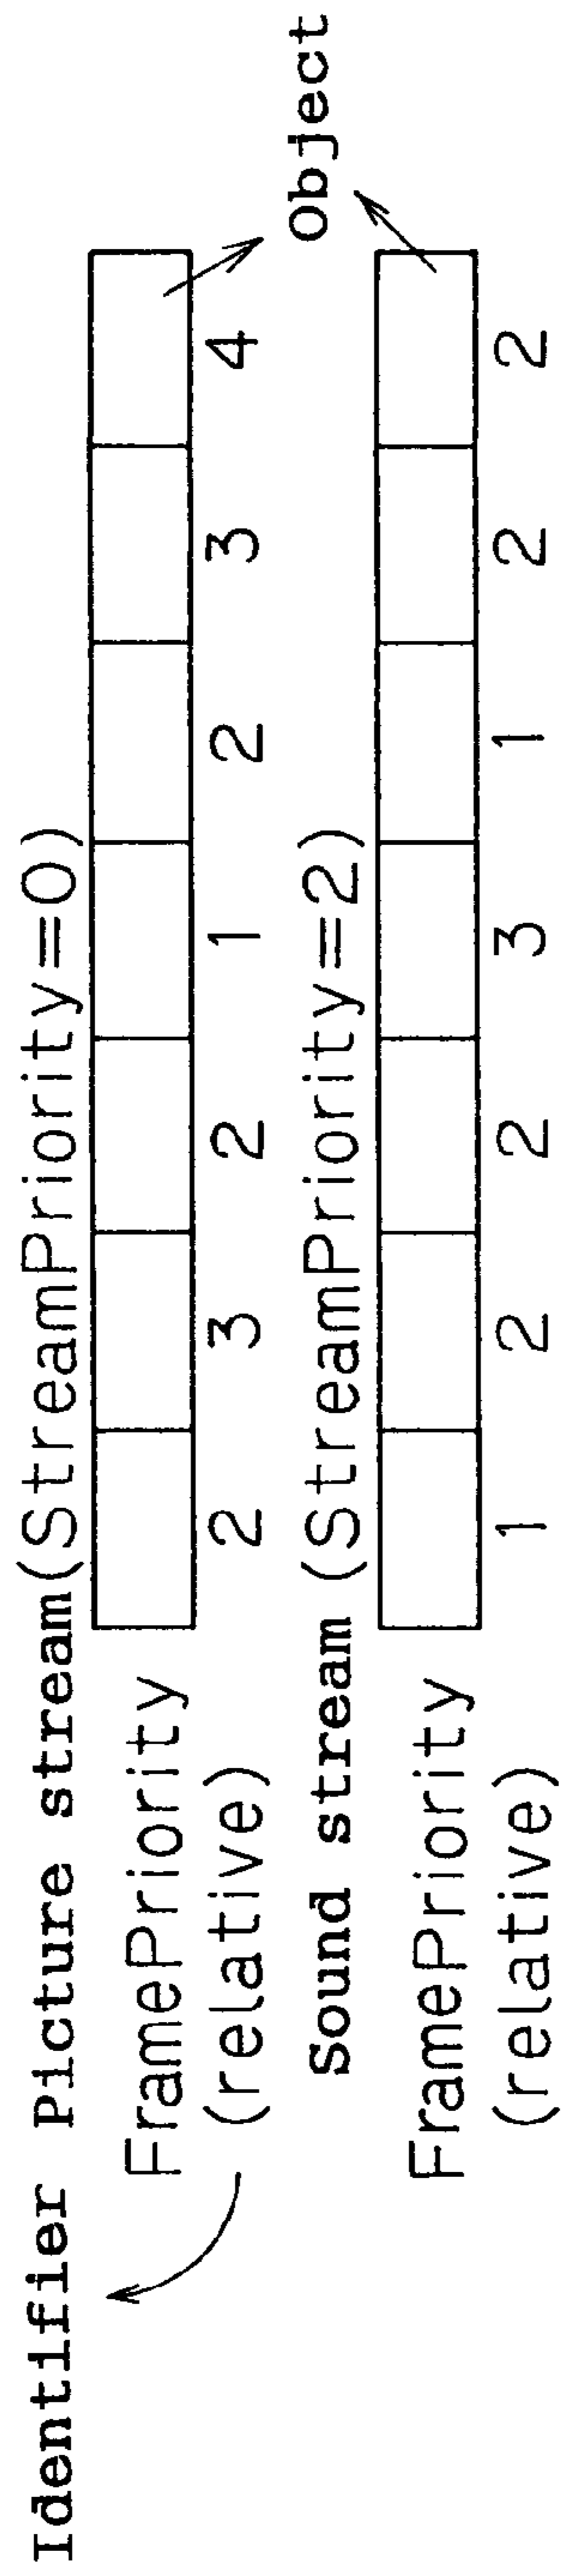 Identifier Picture stream(StreamPriority=0)
FramePriority 2 3 2 1 2 3 4
(relative)
Object
Sound stream (StreamPriority=2)
FramePriority 1 2 2 3 1 2 2
(relative)